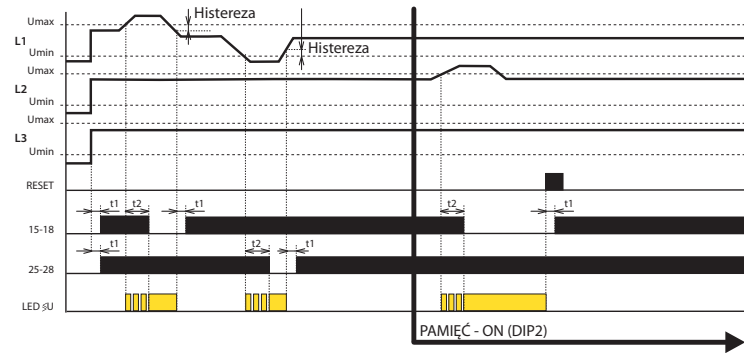 Umax
Histereza
L1
Umin
Histereza
Umax
L2
Umin
Umax
L3
Umin
RESET
t1 t2 t1 t2 t1
15-18
t1 t2 t1
25-28
LED ≶U
PAMIĘĆ - ON (DIP2)